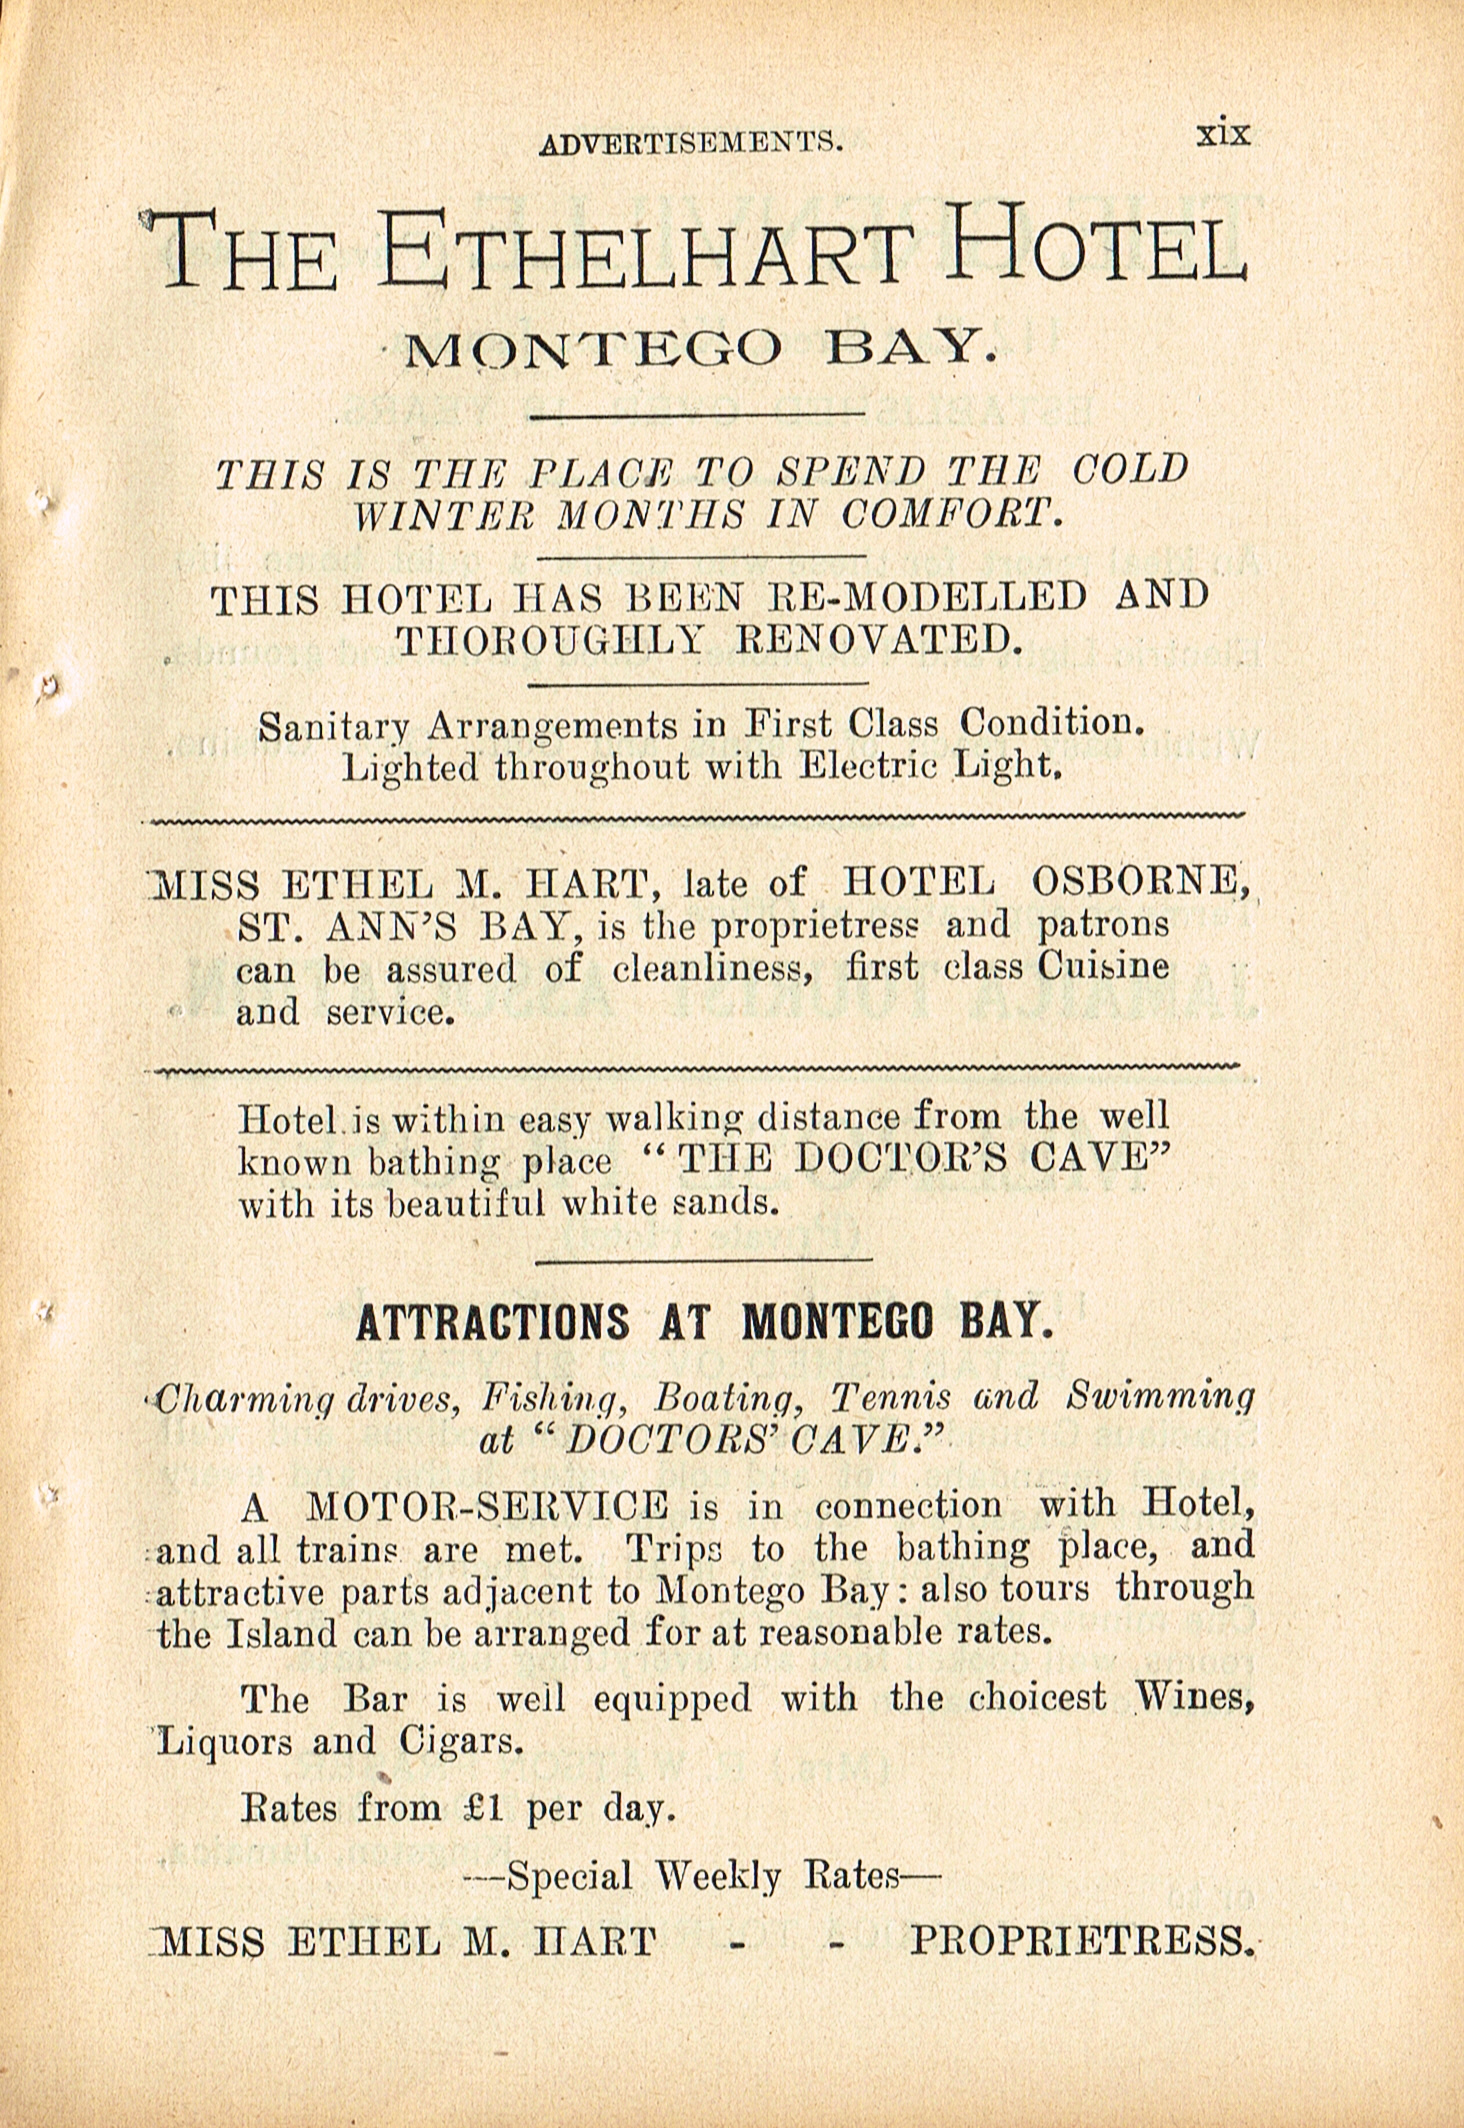 ADVERTISEMENTS. xix
THE ETHELHART HOTEL
MONTEGO BAY.
THIS IS THE PLACE TO SPEND THE COLD
WINTER MONTHS IN COMFORT.
THIS HOTEL HAS BEEN RE-MODELLED AND
THOROUGHLY RENOVATED.
Sanitary Arrangements in First Class Condition.
Lighted throughout with Electric Light.
MISS ETHEL M. HART, late of HOTEL OSBORNE,
ST. ANN'S BAY, is the proprietress and patrons
can be assured of cleanliness, first class Cuisine
and service.
Hotel is within easy walking distance from the well
known bathing place "THE DOCTOR'S CAVE"
with its beautiful white sands.
ATTRACTIONS AT MONTEGO BAY.
Charming drives, Fishing, Boating, Tennis and Swimming
at "DOCTORS' CAVE."
A MOTOR-SERVICE is in connection with Hotel,
and all trains are met. Trips to the bathing place, and
attractive parts adjacent to Montego Bay: also tours through
the Island can be arranged for at reasonable rates.
The Bar is well equipped with the choicest Wines,
Liquors and Cigars.
Rates from £1 per day.
—Special Weekly Rates—
MISS ETHEL M. HART - - PROPRIETRESS.